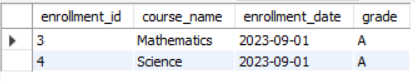 enrollment_id course_name enrollment_date grade
3 Mathematics 2023-09-01 A
4 Science 2023-09-01 A